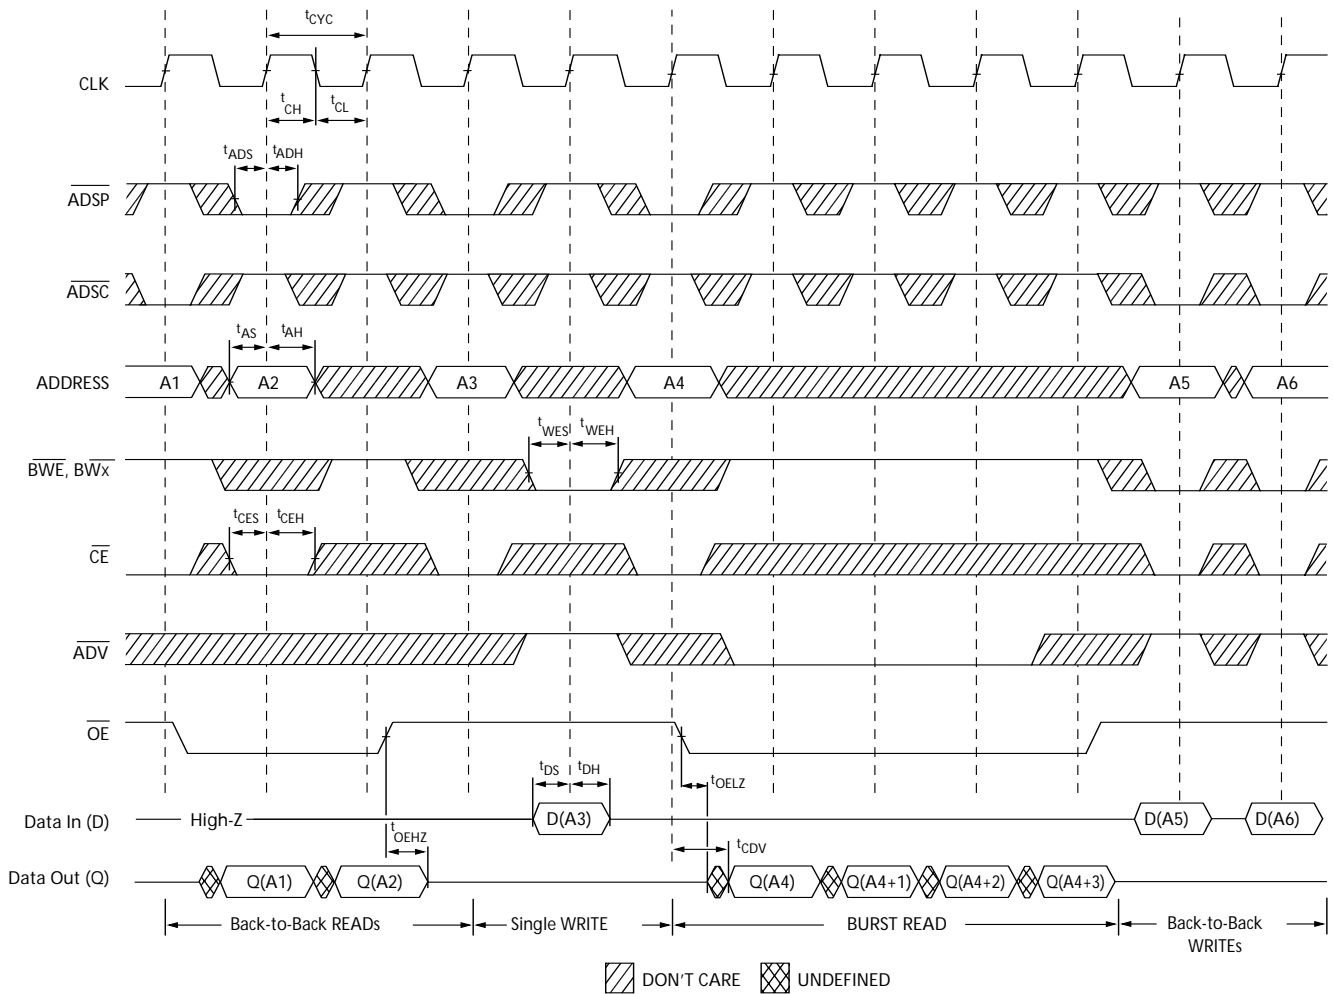 tCYC
CLK
tCH
tCL
tADS
tADH
ADSP
ADSC
tAS
tAH
ADDRESS
A1
A2
A3
A4
A5
A6
tWES
tWEH
BWE, BWx
tCES
tCEH
CE
ADV
OE
tDS
tDH
tOELZ
Data In (D)
High-Z
D(A3)
D(A5)
D(A6)
tOEHZ
tCDV
Data Out (Q)
Q(A1)
Q(A2)
Q(A4)
Q(A4+1)
Q(A4+2)
Q(A4+3)
Back-to-Back READs
Single WRITE
BURST READ
Back-to-Back
WRITEs
DON'T CARE
UNDEFINED